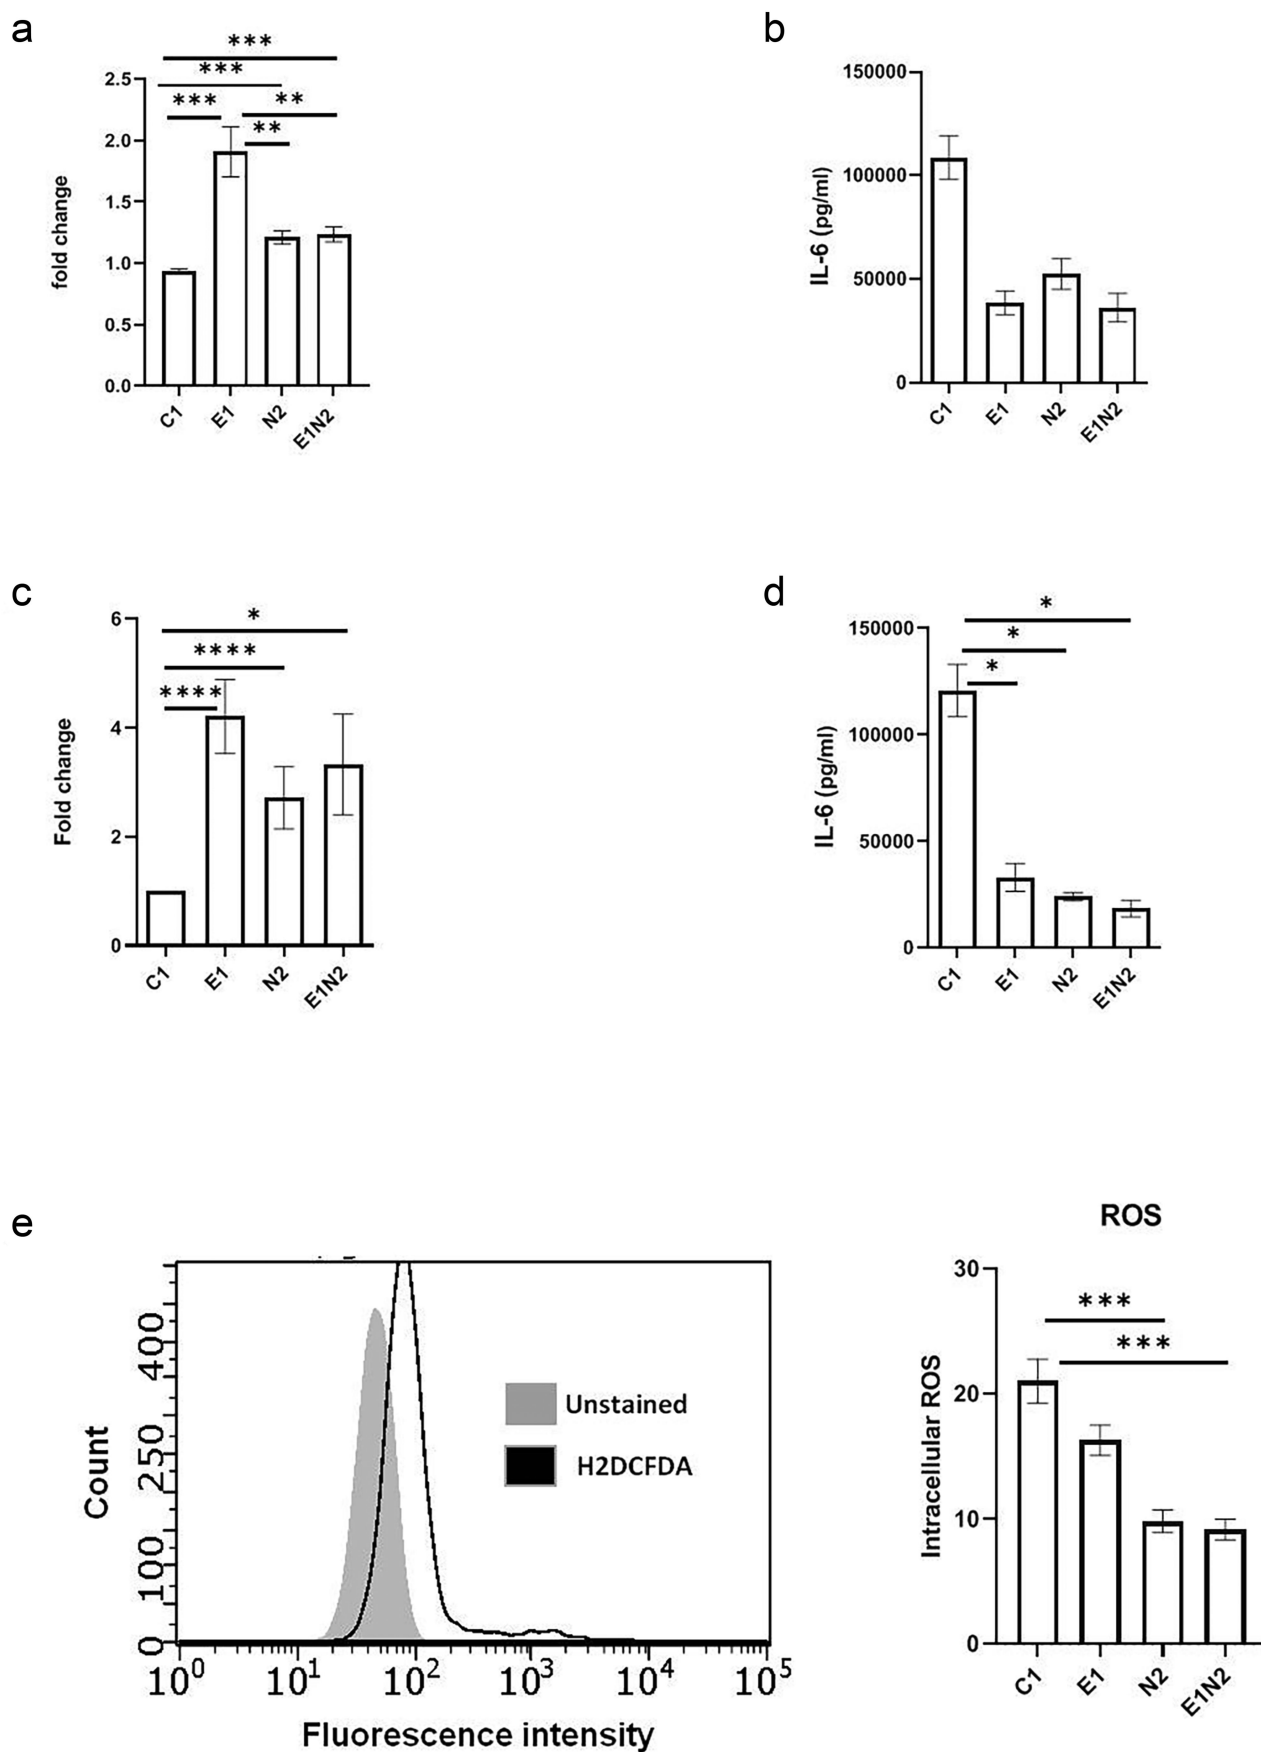 a
***
***
*** **
**
2.5
2.0
1.5
1.0
0.5
0.0
fold change
C1 E1 N2 E1N2
b
150000
100000
50000
0
IL-6 (pg/ml)
C1 E1 N2 E1N2
c
*
****
****
6
4
2
0
Fold change
C1 E1 N2 E1N2
d
*
*
*
150000
100000
50000
0
IL-6 (pg/ml)
C1 E1 N2 E1N2
e
400
250
100
0
Count
Unstained
H2DCFDA
10^0 10^1 10^2 10^3 10^4 10^5
Fluorescence intensity
ROS
***
***
30
20
10
0
Intracellular ROS
C1 E1 N2 E1N2